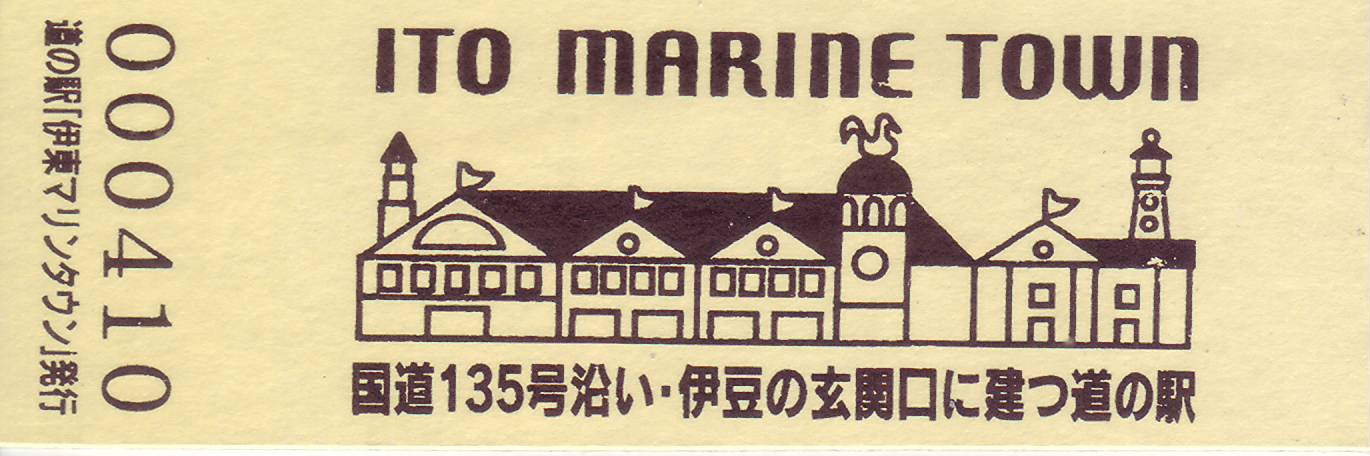 ITO MARINE TOWN
国道135号沿い・伊豆の玄関口に建つ道の駅
000410
道の駅「伊東マリンタウン」発行